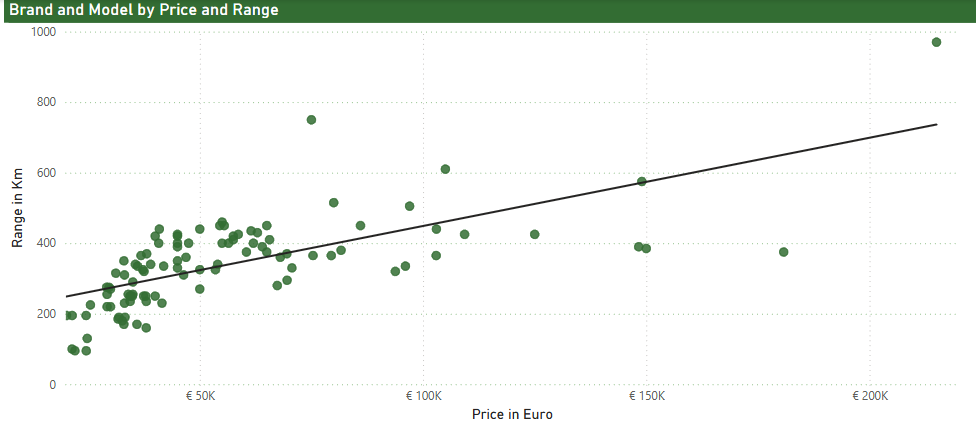 Brand and Model by Price and Range
1000
800
600
400
200
0
Range in Km
€ 50K
€ 100K
€ 150K
€ 200K
Price in Euro